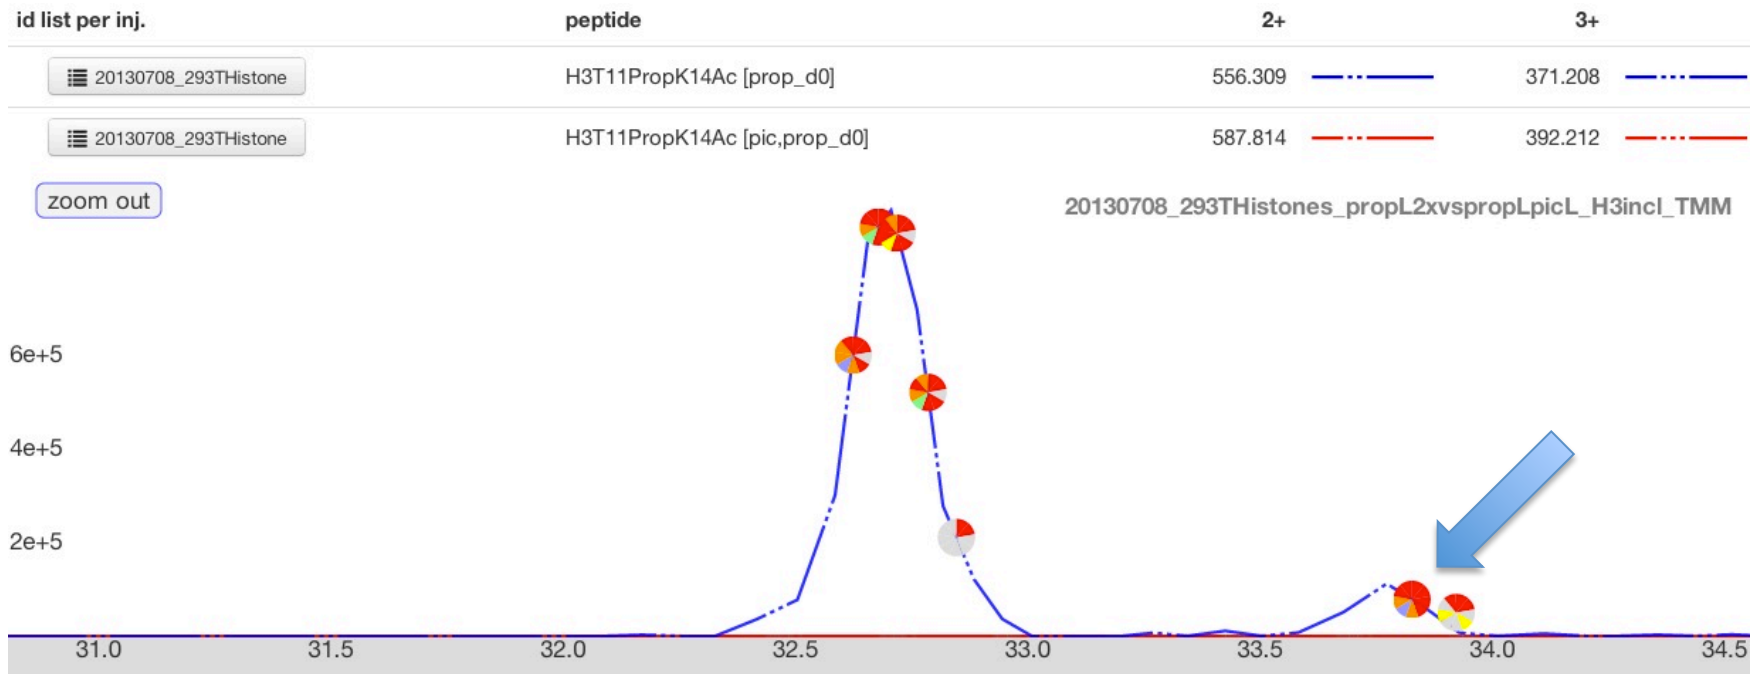 id list per inj. peptide 2+ 3+
20130708_293THistone H3T11PropK14Ac [prop_d0] 556.309 371.208
20130708_293THistone H3T11PropK14Ac [pic,prop_d0] 587.814 392.212
zoom out 20130708_293THistones_propL2xvspropLpicL_H3incl_TMM
6e+5
4e+5
2e+5
31.0 31.5 32.0 32.5 33.0 33.5 34.0 34.5